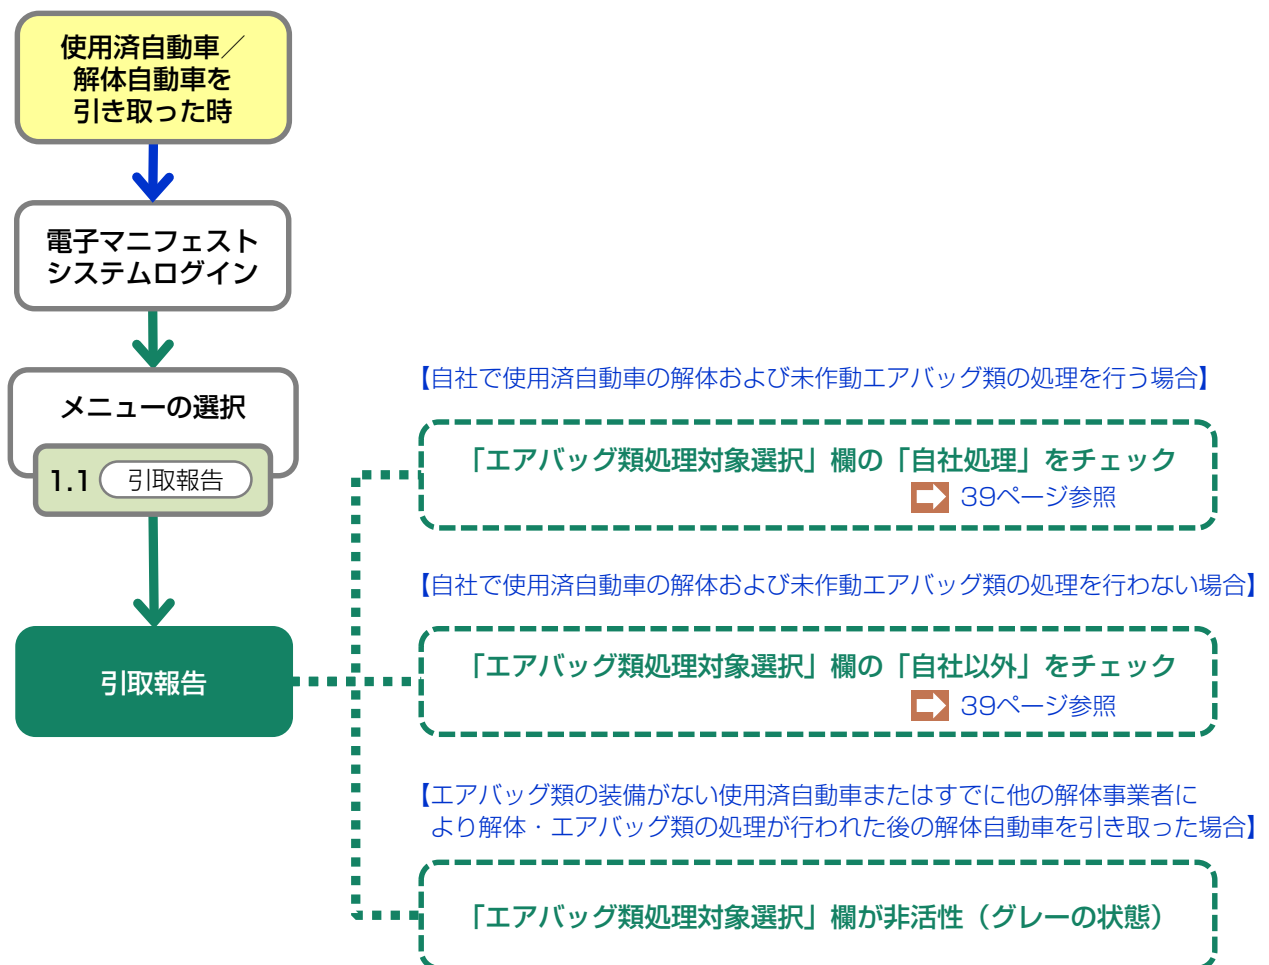 使用済自動車／
解体自動車を
引き取った時
電子マニフェスト
システムログイン
メニューの選択
1.1 引取報告
引取報告
【自社で使用済自動車の解体および未作動エアバッグ類の処理を行う場合】
「エアバッグ類処理対象選択」欄の「自社処理」をチェック
39ページ参照
【自社で使用済自動車の解体および未作動エアバッグ類の処理を行わない場合】
「エアバッグ類処理対象選択」欄の「自社以外」をチェック
39ページ参照
【エアバッグ類の装備がない使用済自動車またはすでに他の解体事業者に
より解体・エアバッグ類の処理が行われた後の解体自動車を引き取った場合】
「エアバッグ類処理対象選択」欄が非活性（グレーの状態）